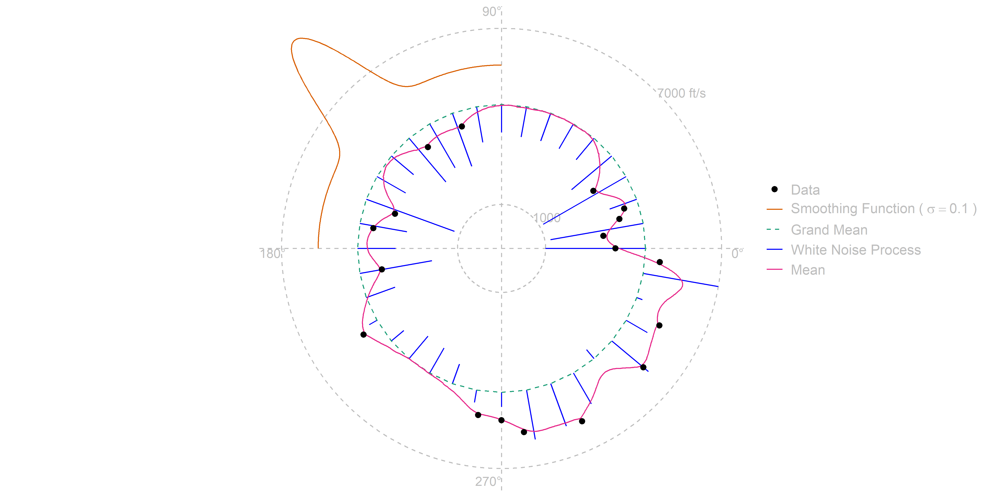 90°
7000 ft/s
1000
180°
0°
270°
Data
Smoothing Function ( σ = 0.1 )
Grand Mean
White Noise Process
Mean